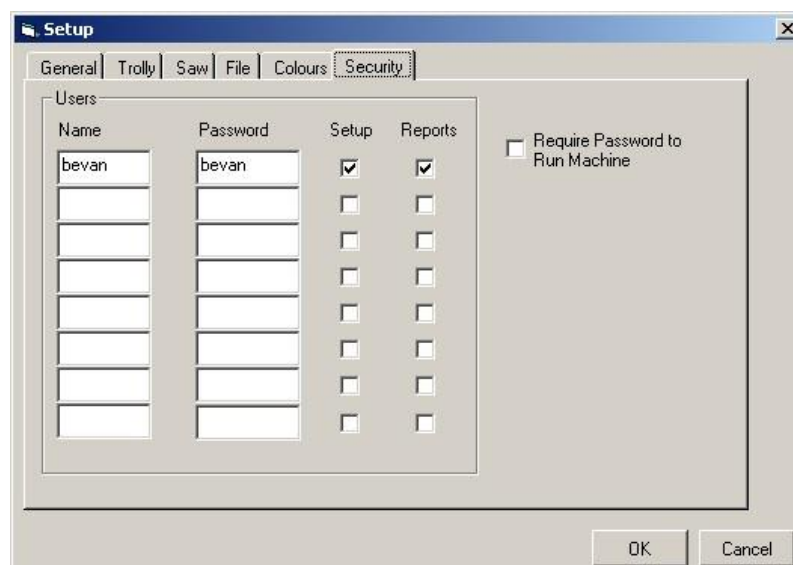 Setup
General Trolly Saw File Colours Security
Users
Name Password Setup Reports
bevan bevan
Require Password to
Run Machine
OK Cancel